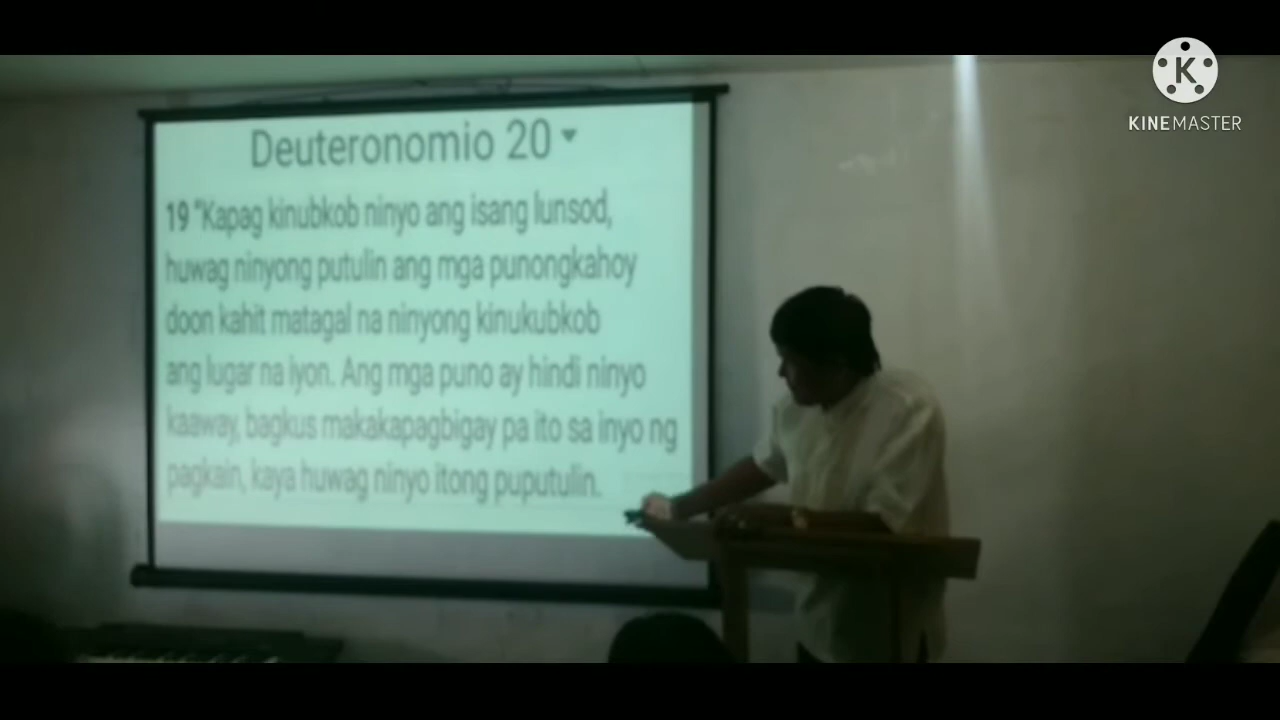 Deuteronomio 20
19 "Kapag kinubkob ninyo ang isang lunsod,
huwag ninyong putulin ang mga punongkahoy
doon kahit matagal na ninyong kinukubkob
ang lugar na iyon. Ang mga puno ay hindi ninyo
kaaway, bagkus makakapagbigay pa ito sa inyo ng
pagkain, kaya huwag ninyo itong puputulin.
K
KINEMASTER